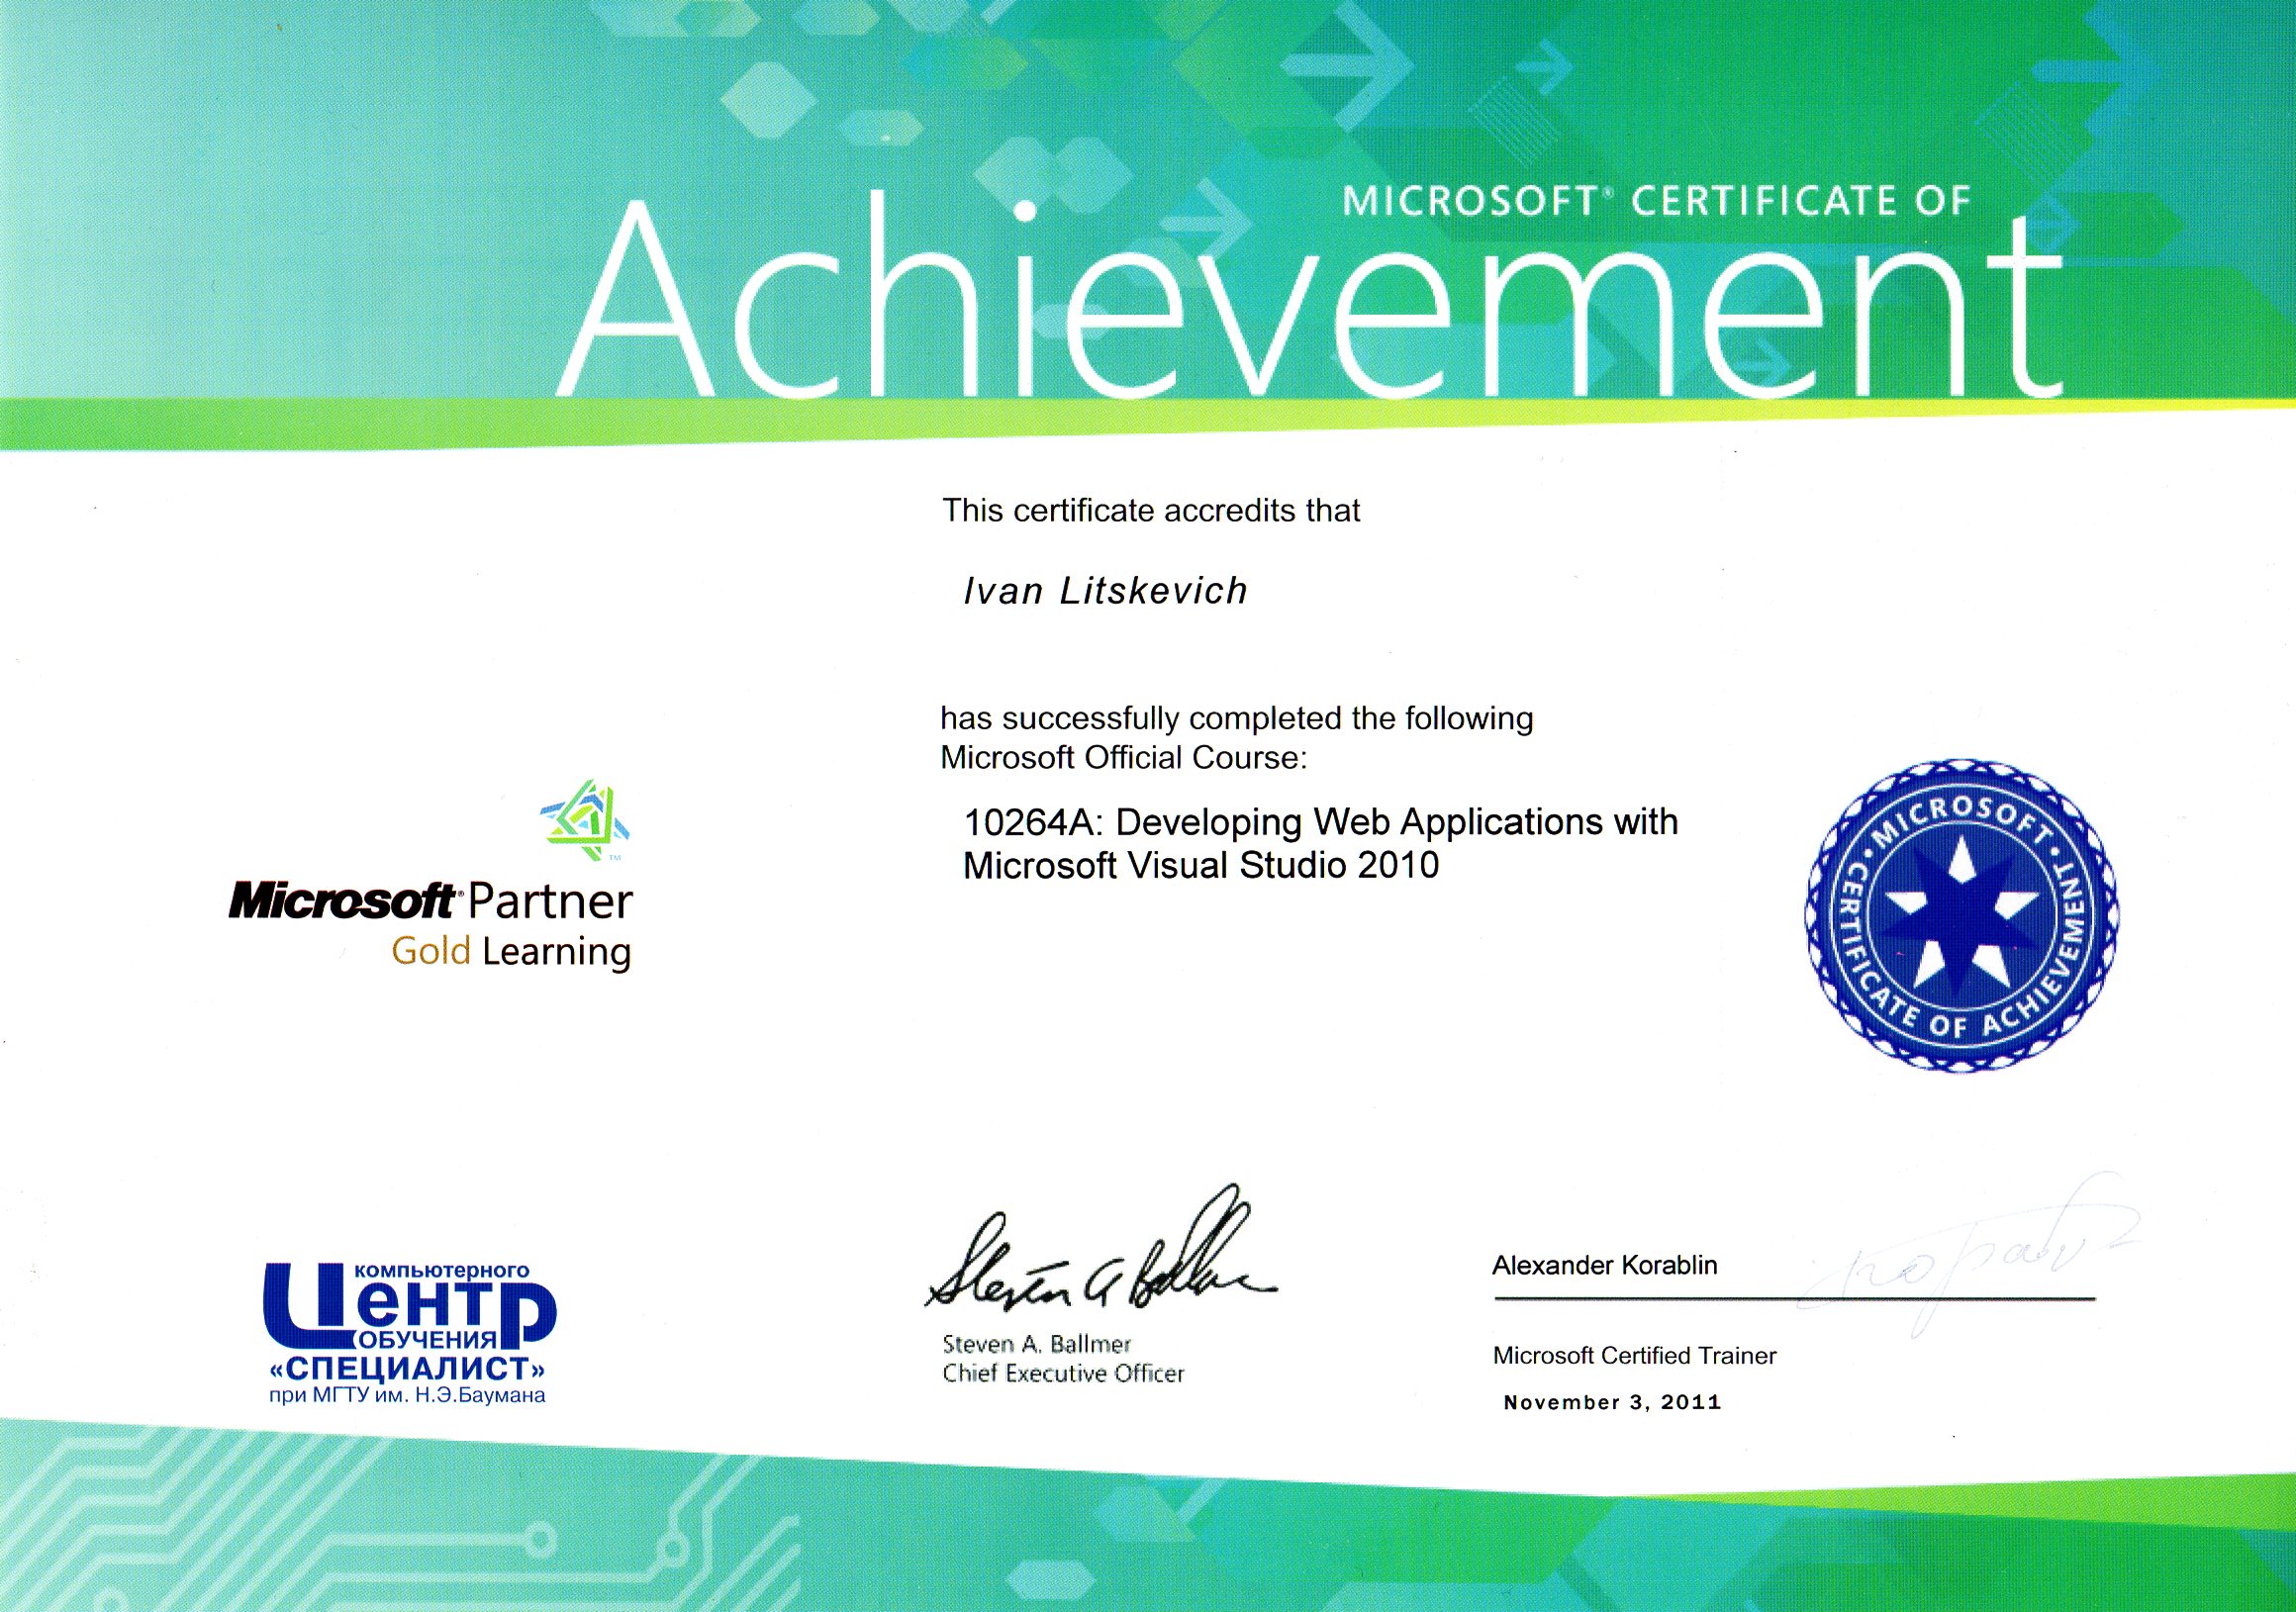 MICROSOFT® CERTIFICATE OF
Achievement
This certificate accredits that
Ivan Litskevich
has successfully completed the following
Microsoft Official Course:
10264A: Developing Web Applications with
Microsoft Visual Studio 2010
TM
Microsoft® Partner
Gold Learning
• MICROSOFT •
CERTIFICATE OF ACHIEVEMENT
компьютерного
Центр
ОБУЧЕНИЯ
«СПЕЦИАЛИСТ»
при МГТУ им. Н.Э.Баумана
Steven A Ballmer
Steven A. Ballmer
Chief Executive Officer
Alexander Korablin
Microsoft Certified Trainer
November 3, 2011